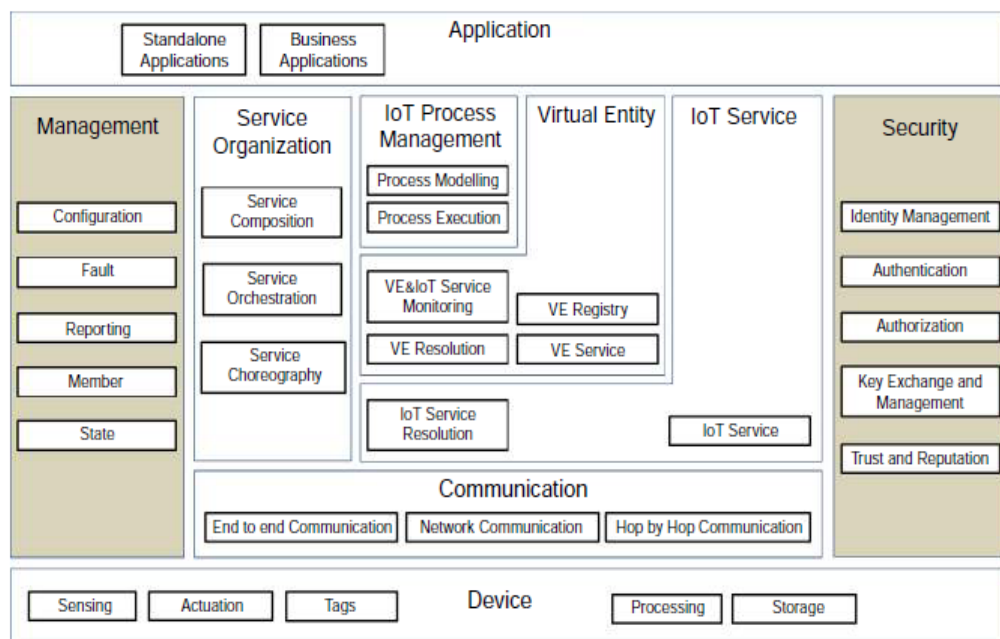 Application
Standalone
Applications
Business
Applications
Management
Configuration
Fault
Reporting
Member
State
Service
Organization
Service
Composition
Service
Orchestration
Service
Choreography
IoT Process
Management
Process Modelling
Process Execution
Virtual Entity
VE&IoT Service
Monitoring
VE Resolution
VE Registry
VE Service
IoT Service
IoT Service
Resolution
IoT Service
Security
Identity Management
Authentication
Authorization
Key Exchange and
Management
Trust and Reputation
Communication
End to end Communication
Network Communication
Hop by Hop Communication
Device
Sensing
Actuation
Tags
Processing
Storage